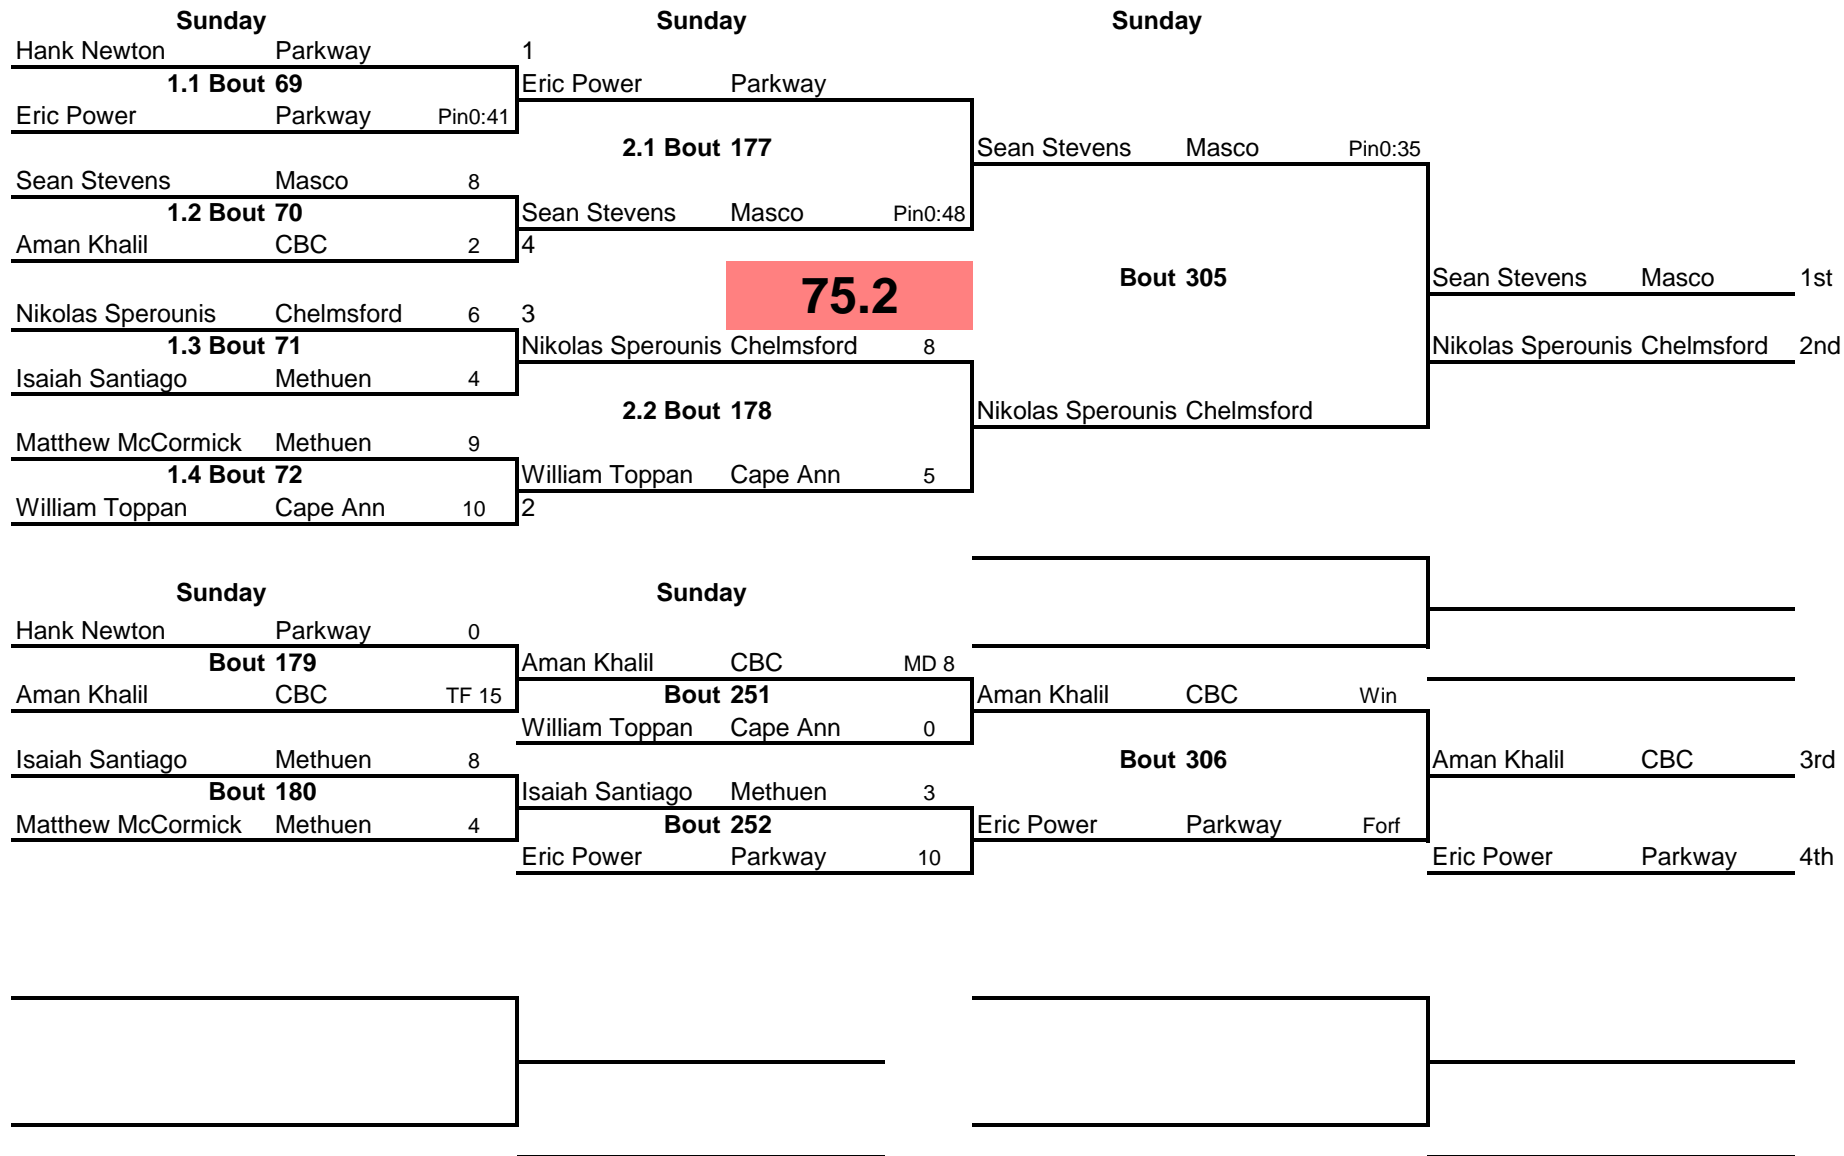 Sunday Sunday Sunday
Hank Newton Parkway 1
1.1 Bout 69 Eric Power Parkway
Eric Power Parkway Pin0:41
2.1 Bout 177 Sean Stevens Masco Pin0:35
Sean Stevens Masco 8
1.2 Bout 70 Sean Stevens Masco Pin0:48
Aman Khalil CBC 2 4
75.2 Bout 305 Sean Stevens Masco 1st
Nikolas Sperounis Chelmsford 6 3
1.3 Bout 71 Nikolas Sperounis Chelmsford 8 Nikolas Sperounis Chelmsford 2nd
Isaiah Santiago Methuen 4
2.2 Bout 178 Nikolas Sperounis Chelmsford
Matthew McCormick Methuen 9
1.4 Bout 72 William Toppan Cape Ann 5
William Toppan Cape Ann 10 2
Sunday Sunday
Hank Newton Parkway 0
Bout 179 Aman Khalil CBC MD 8
Aman Khalil CBC TF 15 Bout 251 Aman Khalil CBC Win
William Toppan Cape Ann 0
Isaiah Santiago Methuen 8 Bout 306 Aman Khalil CBC 3rd
Bout 180 Isaiah Santiago Methuen 3
Matthew McCormick Methuen 4 Bout 252 Eric Power Parkway Forf
Eric Power Parkway 10 Eric Power Parkway 4th